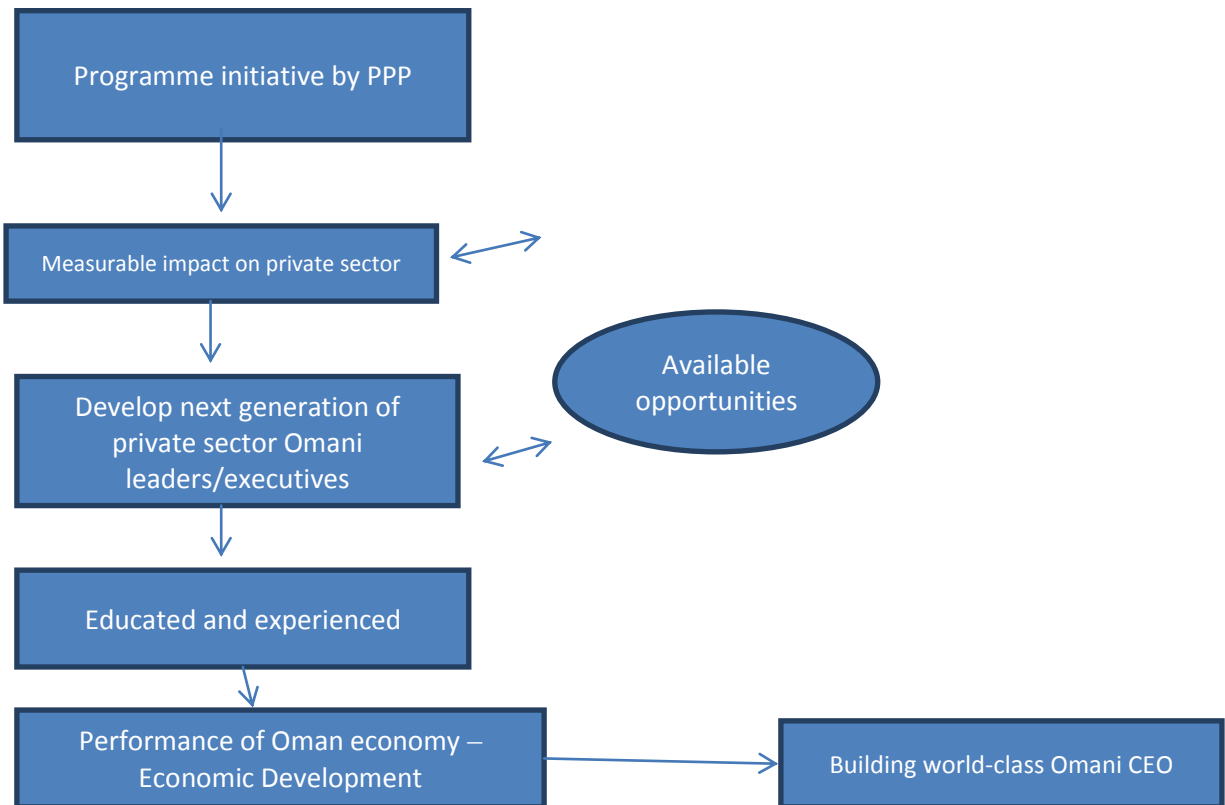 Programme initiative by PPP
Measurable impact on private sector
Available
opportunities
Develop next generation of
private sector Omani
leaders/executives
Educated and experienced
Performance of Oman economy –
Economic Development
Building world-class Omani CEO